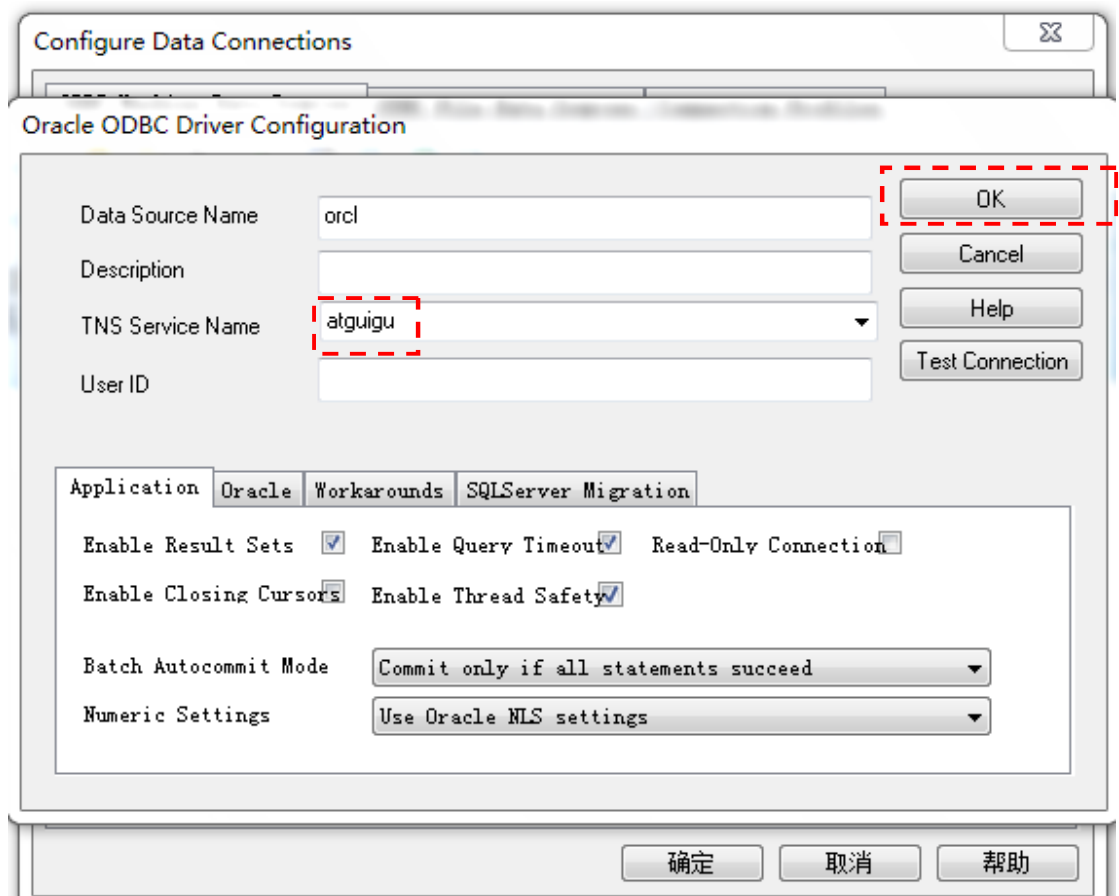 Configure Data Connections
Oracle ODBC Driver Configuration
Data Source Name orcl OK
Description Cancel
TNS Service Name atguigu Help
User ID Test Connection
Application Oracle Workarounds SQLServer Migration
Enable Result Sets Enable Query Timeout Read-Only Connection
Enable Closing Cursors Enable Thread Safety
Batch Autocommit Mode Commit only if all statements succeed
Numeric Settings Use Oracle NLS settings
确定 取消 帮助